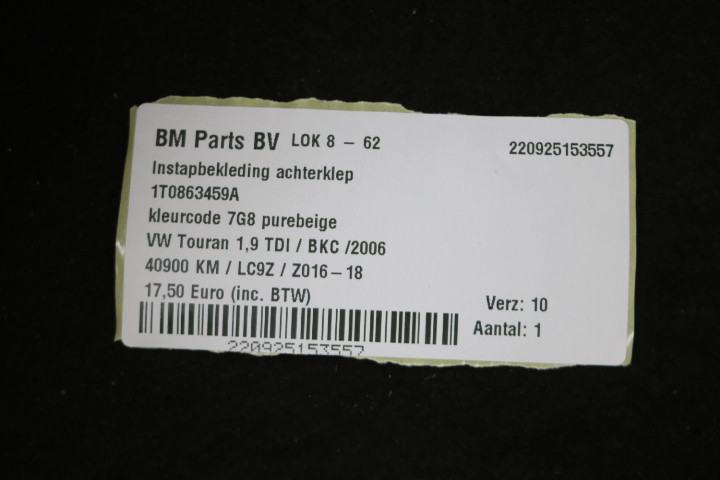 BM Parts BV LOK 8 - 62
220925153557
Instapbekleding achterklep
1T0863459A
kleurcode 7G8 purebeige
VW Touran 1,9 TDI / BKC /2006
40900 KM / LC9Z / Z016-18
17,50 Euro (inc. BTW)
Verz: 10
Aantal: 1
220925153557